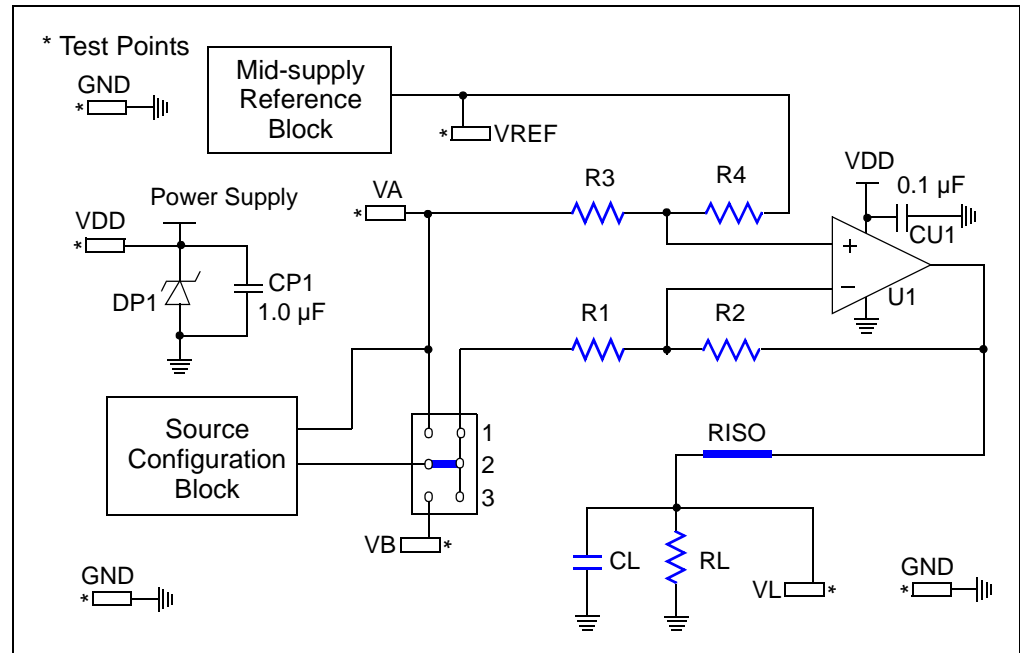 * Test Points
GND
*
Mid-supply
Reference
Block
* VREF
Power Supply
VDD
*
DP1
CP1
1.0 µF
VA
*
R3
R4
VDD
0.1 µF
CU1
+
−
U1
R1
R2
Source
Configuration
Block
1
2
3
VB *
RISO
CL
RL
VL *
GND
*
GND
*